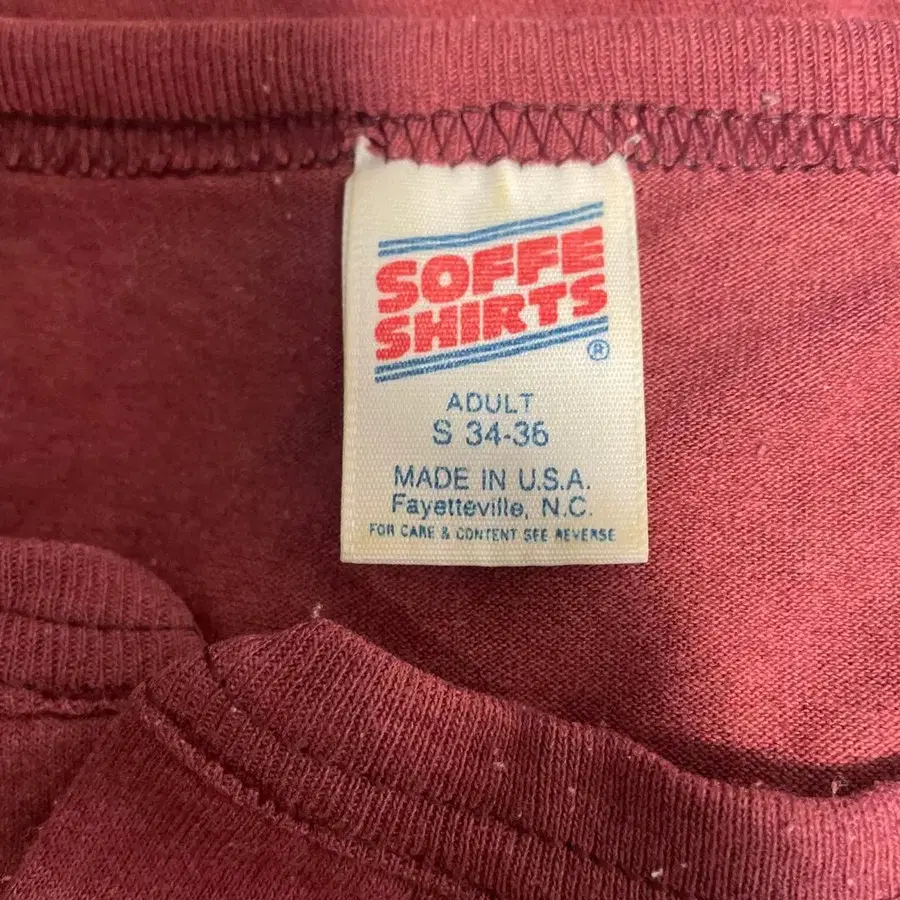 SOFFE
SHIRTS
®
ADULT
S 34-36
MADE IN U.S.A.
Fayetteville, N.C.
FOR CARE & CONTENT SEE REVERSE